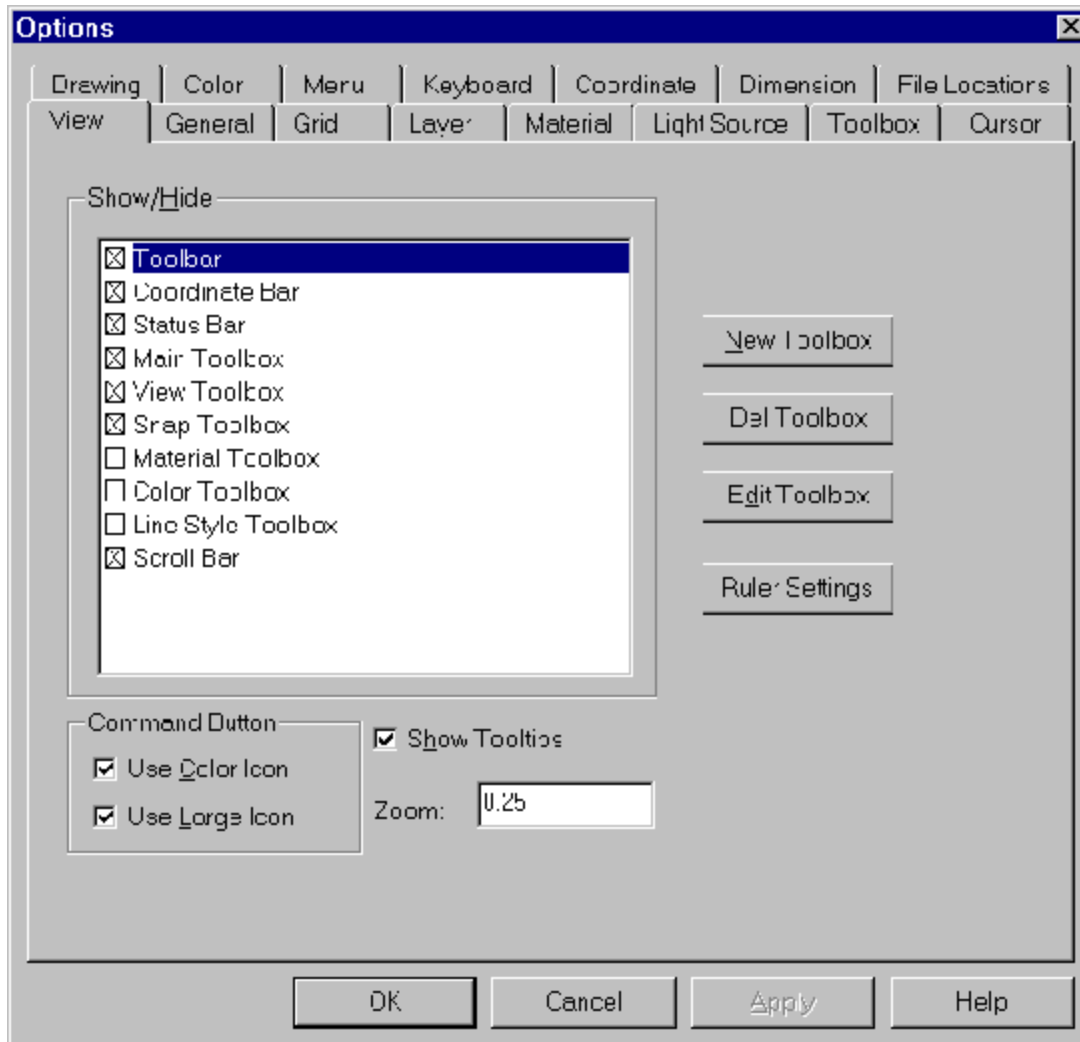 Options
Drawing Color Menu Keyboard Coordinate Dimension File Locations
View General Grid Layer Material Light Source Toolbox Cursor
Show/Hide
Toolbar
Coordinate Bar
Status Bar
Main Toolbox
View Toolbox
Snap Toolbox
Material Toolbox
Color Toolbox
Line Style Toolbox
Scroll Bar
New Toolbox
Del Toolbox
Edit Toolbox
Ruler Settings
Command Button
Use Color Icon
Use Large Icon
Show Tooltips
Zoom: 0.25
OK Cancel Apply Help